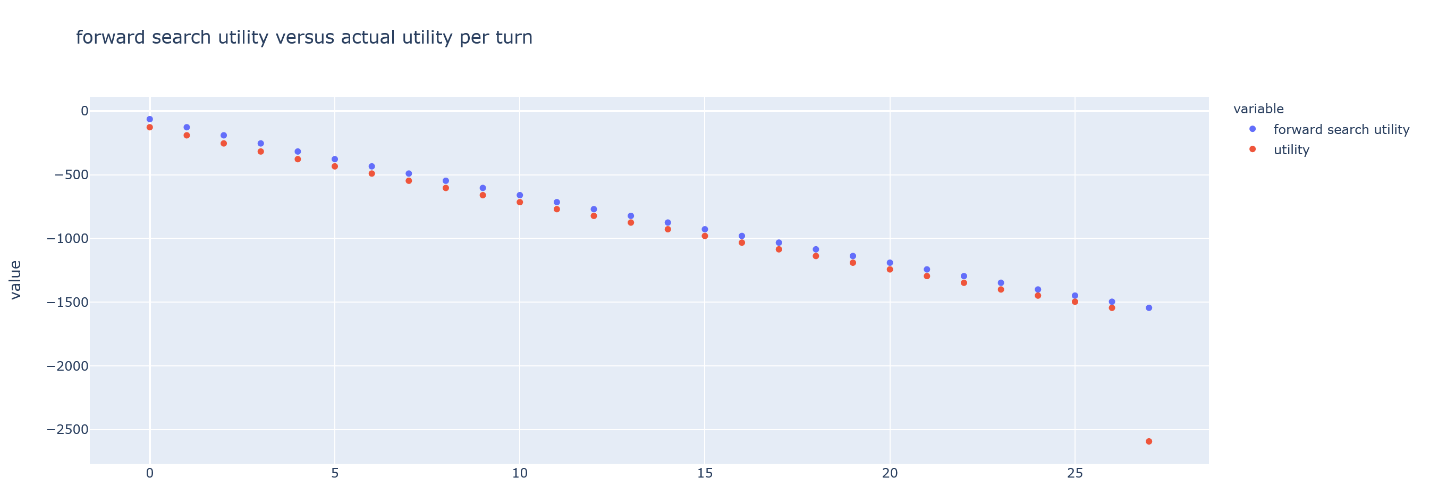 forward search utility versus actual utility per turn
variable
forward search utility
utility
value
0
−500
−1000
−1500
−2000
−2500
0 5 10 15 20 25